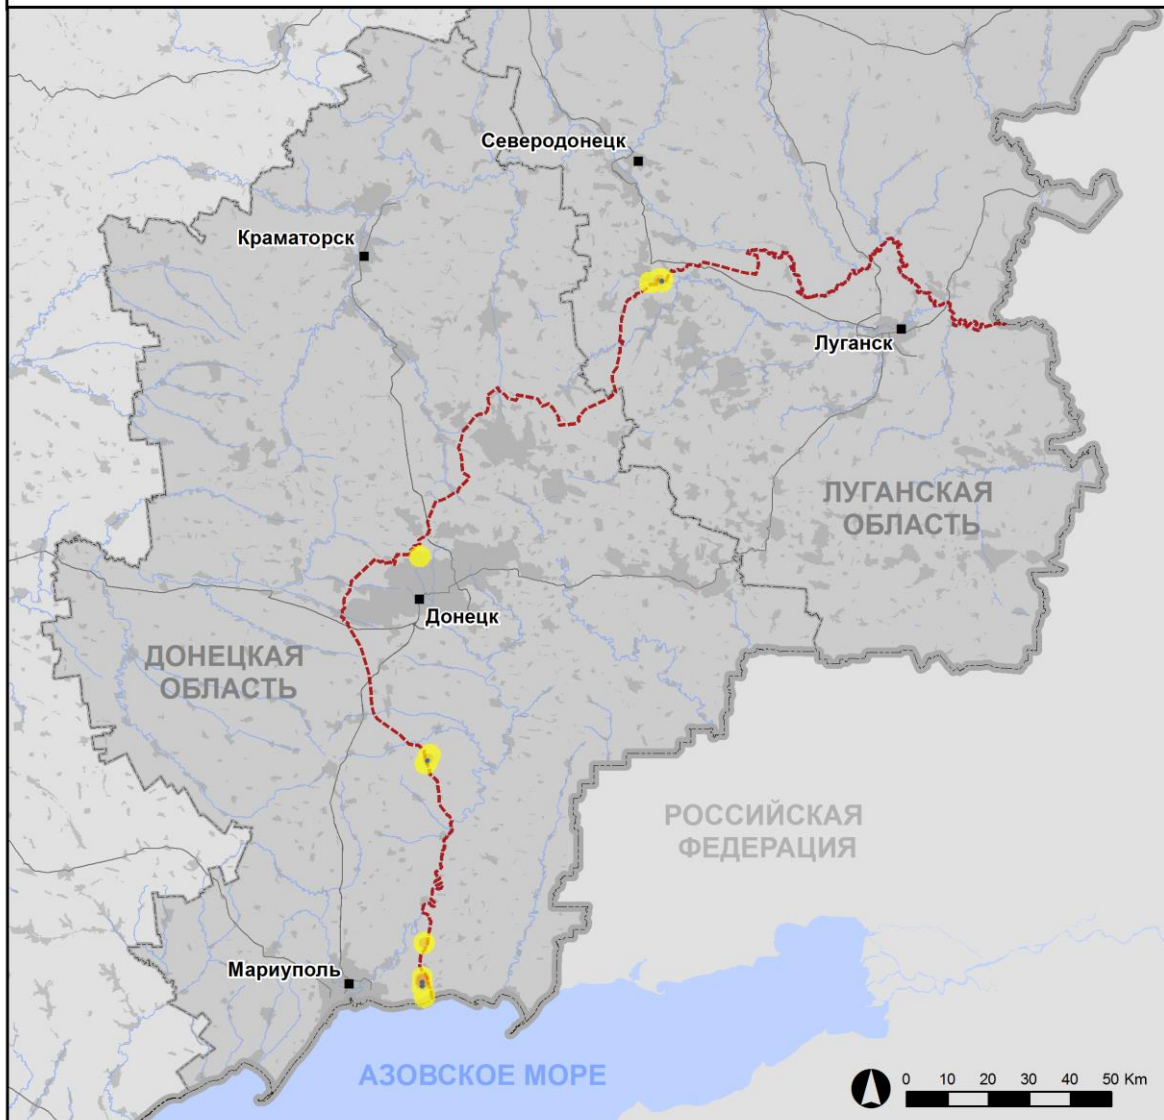 Северодонецк
Краматорск
Луганск
ЛУГАНСКАЯ
ОБЛАСТЬ
Донецк
ДОНЕЦКАЯ
ОБЛАСТЬ
РОССИЙСКАЯ
ФЕДЕРАЦИЯ
Мариуполь
АЗОВСКОЕ МОРЕ
0 10 20 30 40 50 Km